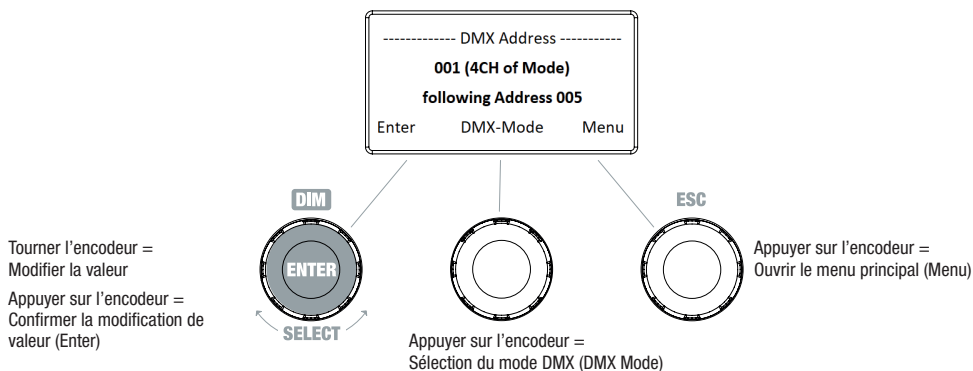 ------------- DMX Address -----------
001 (4CH of Mode)
following Address 005
Enter DMX-Mode Menu
DIM
ESC
Tourner l'encodeur =
Modifier la valeur
Appuyer sur l'encodeur =
Confirmer la modification de
valeur (Enter)
ENTER
SELECT
Appuyer sur l'encodeur =
Sélection du mode DMX (DMX Mode)
Appuyer sur l'encodeur =
Ouvrir le menu principal (Menu)